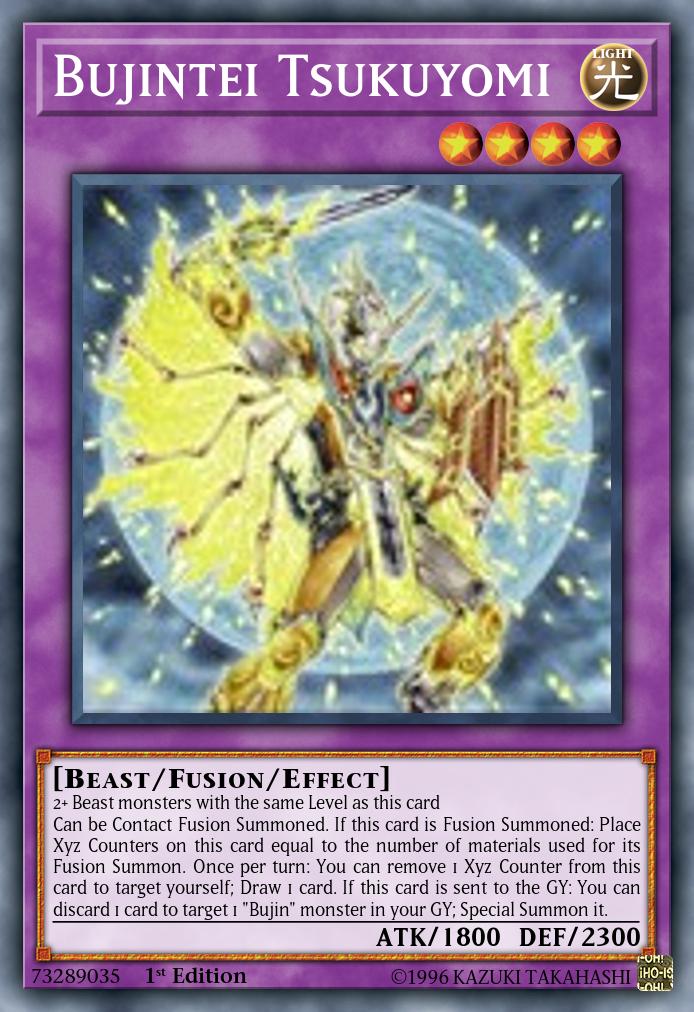 Bujintei Tsukuyomi
LIGHT
光
[Beast/Fusion/Effect]
2+ Beast monsters with the same Level as this card
Can be Contact Fusion Summoned. If this card is Fusion Summoned: Place
Xyz Counters on this card equal to the number of materials used for its
Fusion Summon. Once per turn: You can remove 1 Xyz Counter from this
card to target yourself; Draw 1 card. If this card is sent to the GY: You can
discard 1 card to target 1 "Bujin" monster in your GY; Special Summon it.
ATK/1800 DEF/2300
73289035 1st Edition ©1996 KAZUKI TAKAHASHI